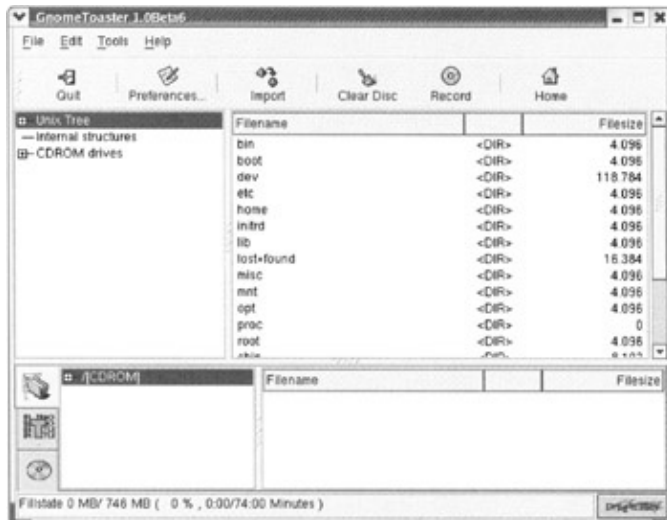 GnomeToaster 1.0Beta6
File Edit Tools Help
Quit Preferences... Import Clear Disc Record Home
Unix Tree
Internal structures
CDROM drives
Filename Filesize
bin <DIR> 4.096
boot <DIR> 4.096
dev <DIR> 118.784
etc <DIR> 4.096
home <DIR> 4.096
initrd <DIR> 4.096
lib <DIR> 4.096
lost+found <DIR> 16.384
misc <DIR> 4.096
mnt <DIR> 4.096
opt <DIR> 4.096
proc <DIR> 0
root <DIR> 4.096
/[CDROM]
Filename Filesize
Fillstate 0 MB/ 746 MB ( 0 % , 0:00/74:00 Minutes )